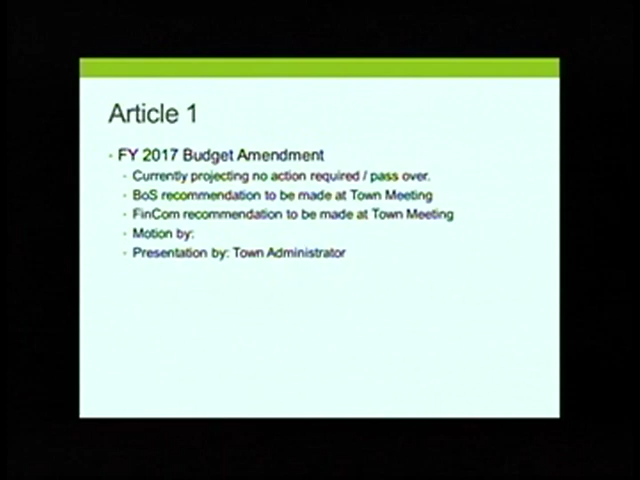 Article 1
FY 2017 Budget Amendment
Currently projecting no action required / pass over.
BoS recommendation to be made at Town Meeting
FinCom recommendation to be made at Town Meeting
Motion by:
Presentation by: Town Administrator